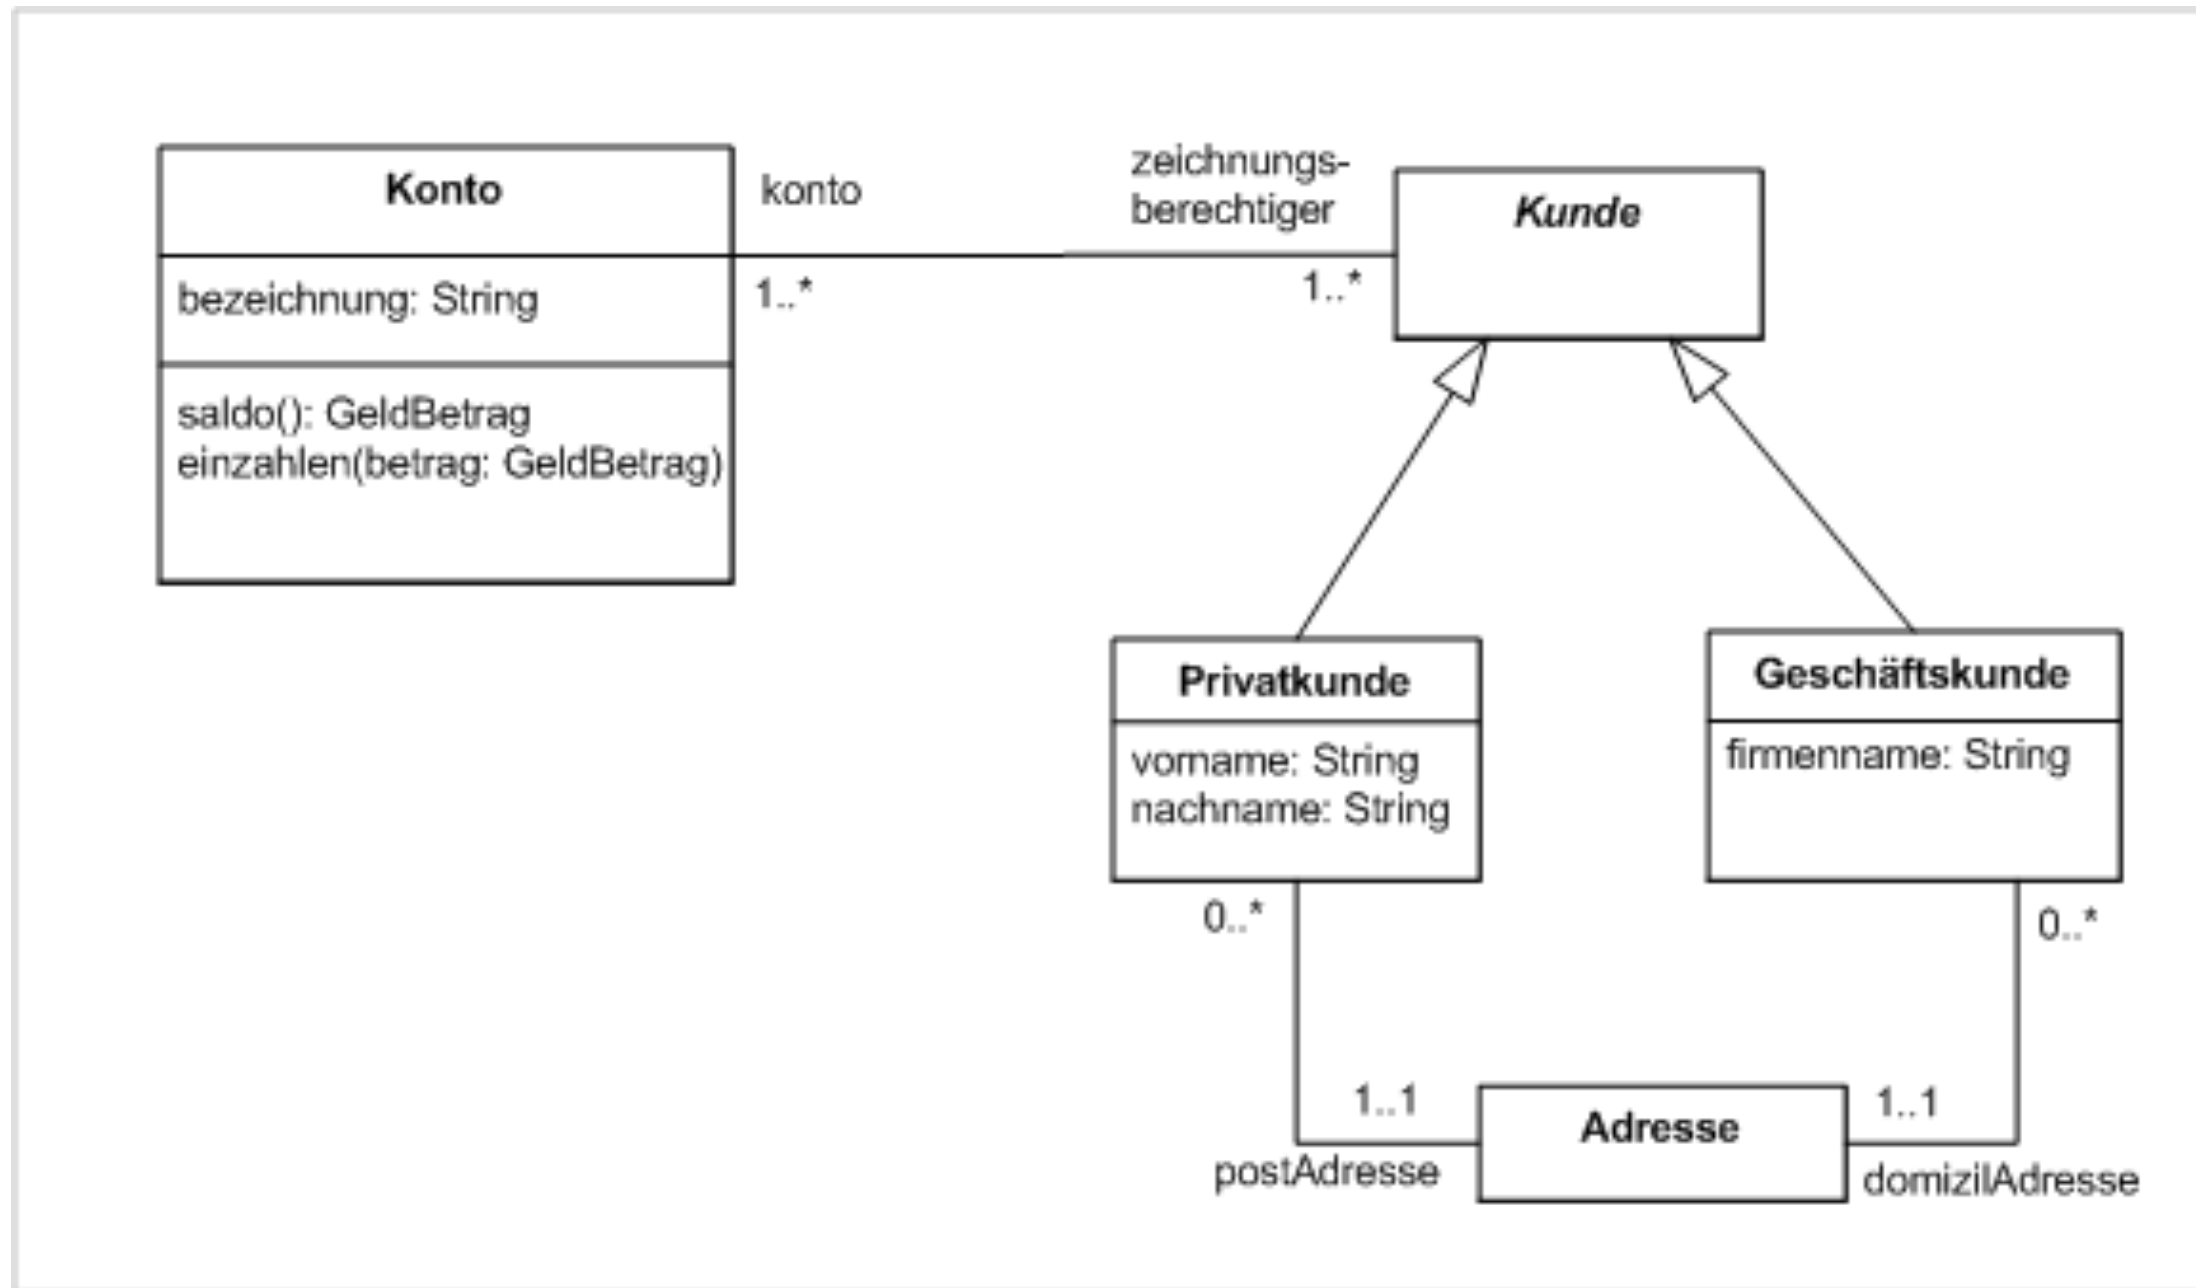 Konto
bezeichnung: String
saldo(): GeldBetrag
einzahlen(betrag: GeldBetrag)
konto
1..*
zeichnungs-
berechtiger
1..*
Kunde
Privatkunde
vorname: String
nachname: String
0..*
Geschäftskunde
firmenname: String
0..*
1..1
postAdresse
Adresse
1..1
domizilAdresse